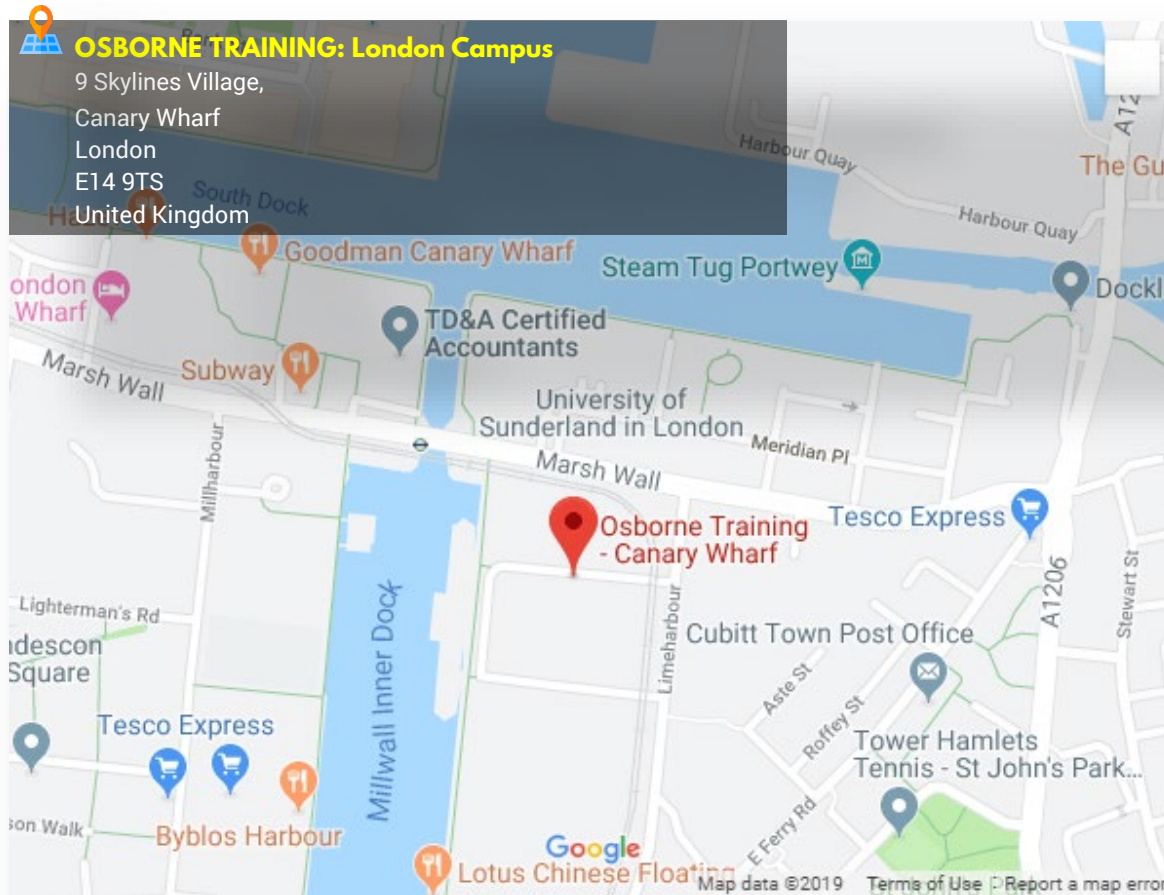 OSBORNE TRAINING: London Campus
9 Skylines Village,
Canary Wharf
London
E14 9TS
United Kingdom
South Dock
Harbour Quay
A12
The Gu
Harbour Quay
Goodman Canary Wharf
Steam Tug Portwey
Dockl
ondon
Wharf
TD&A Certified
Accountants
Marsh Wall
Subway
University of
Sunderland in London
Meridian Pl
Marsh Wall
Millharbour
Osborne Training
- Canary Wharf
Tesco Express
A1206
Stewart St
Lighterman's Rd
Millwall Inner Dock
Limeharbour
Cubitt Town Post Office
ndescon
Square
Aste St
Roffey St
Tesco Express
Tower Hamlets
Tennis - St John's Park...
son Walk
Byblos Harbour
E Ferry Rd
Google
Lotus Chinese Floating
Map data ©2019 Terms of Use Report a map error